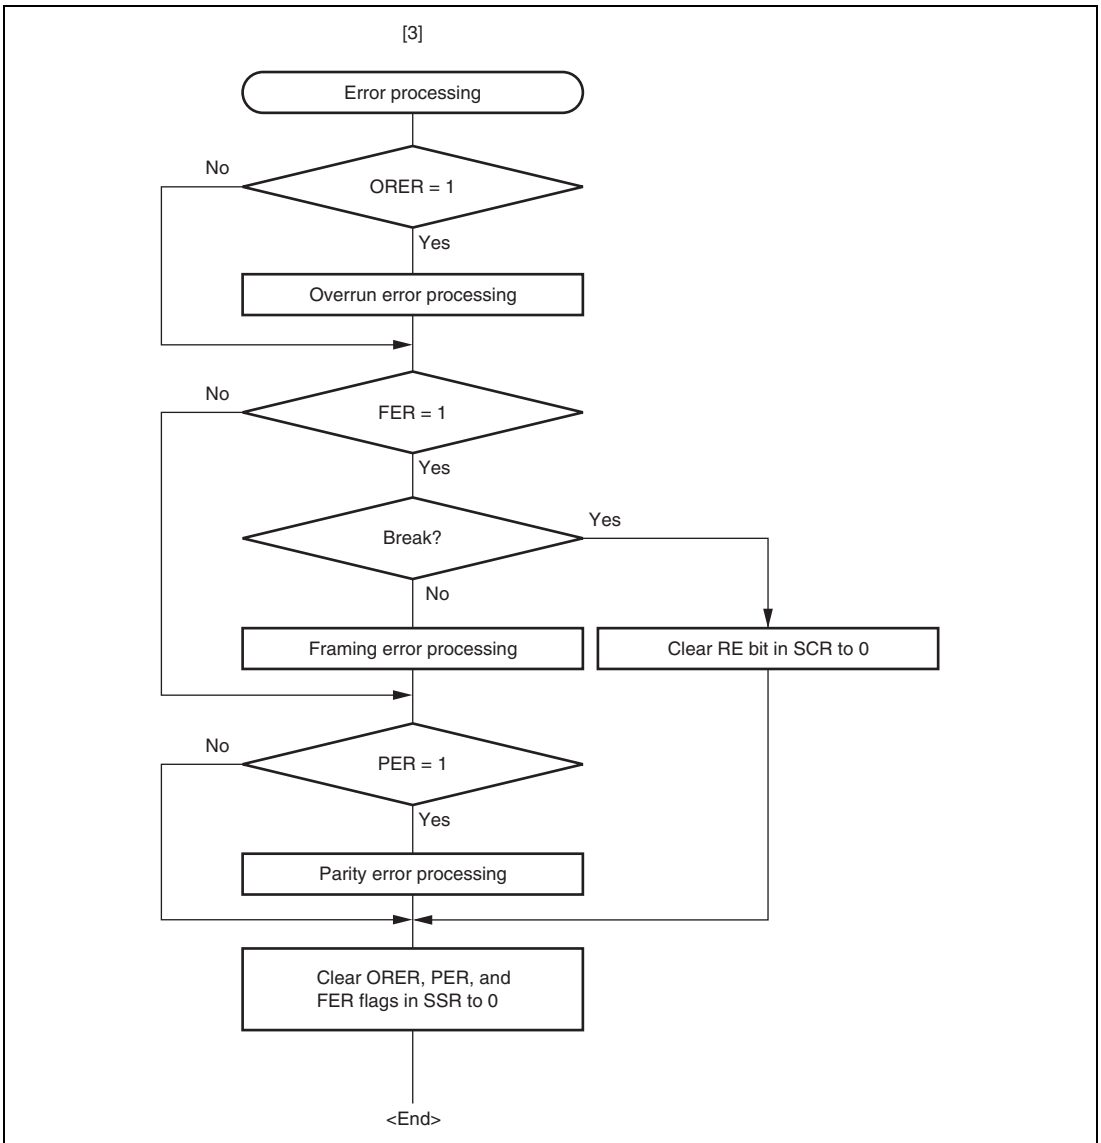 [3]
Error processing
No
ORER = 1
Yes
Overrun error processing
No
FER = 1
Yes
Break?
Yes
No
Framing error processing
Clear RE bit in SCR to 0
No
PER = 1
Yes
Parity error processing
Clear ORER, PER, and
FER flags in SSR to 0
<End>